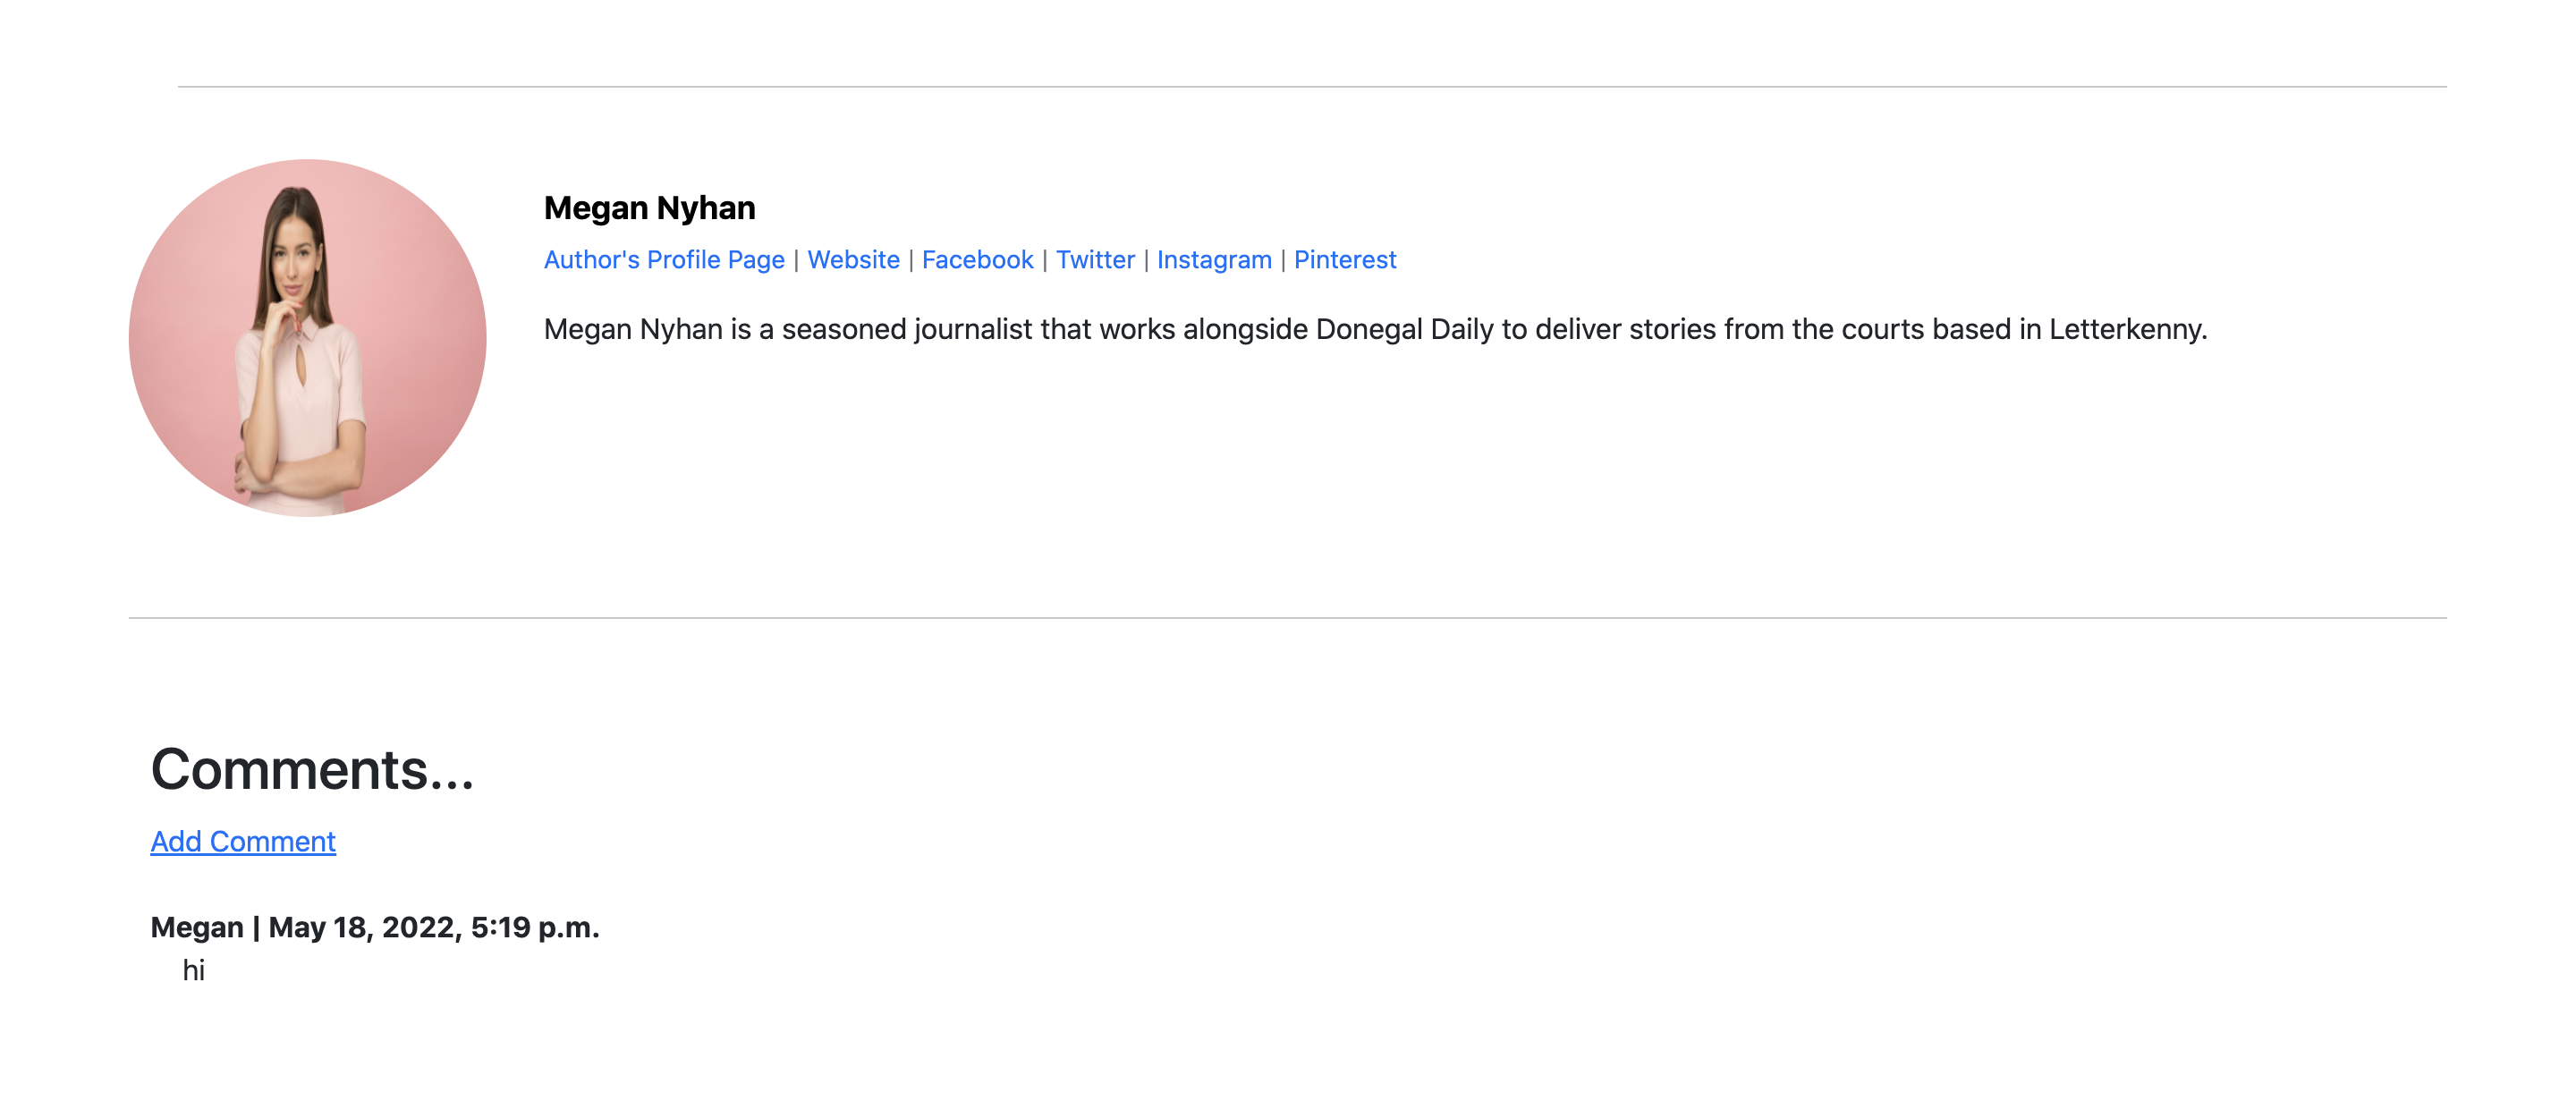 Megan Nyhan
Author's Profile Page | Website | Facebook | Twitter | Instagram | Pinterest
Megan Nyhan is a seasoned journalist that works alongside Donegal Daily to deliver stories from the courts based in Letterkenny.
Comments...
Add Comment
Megan | May 18, 2022, 5:19 p.m.
hi